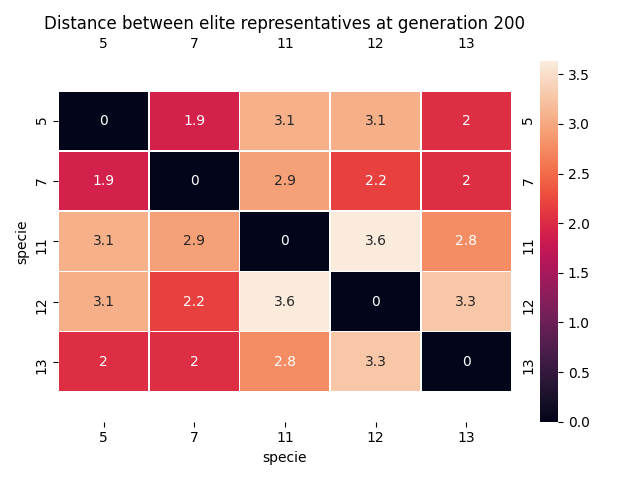 Distance between elite representatives at generation 200
5 7 11 12 13
5 0 1.9 3.1 3.1 2 5
7 1.9 0 2.9 2.2 2 7
11 3.1 2.9 0 3.6 2.8 11
12 3.1 2.2 3.6 0 3.3 12
13 2 2 2.8 3.3 0 13
specie
5 7 11 12 13
specie
3.5
3.0
2.5
2.0
1.5
1.0
0.5
0.0